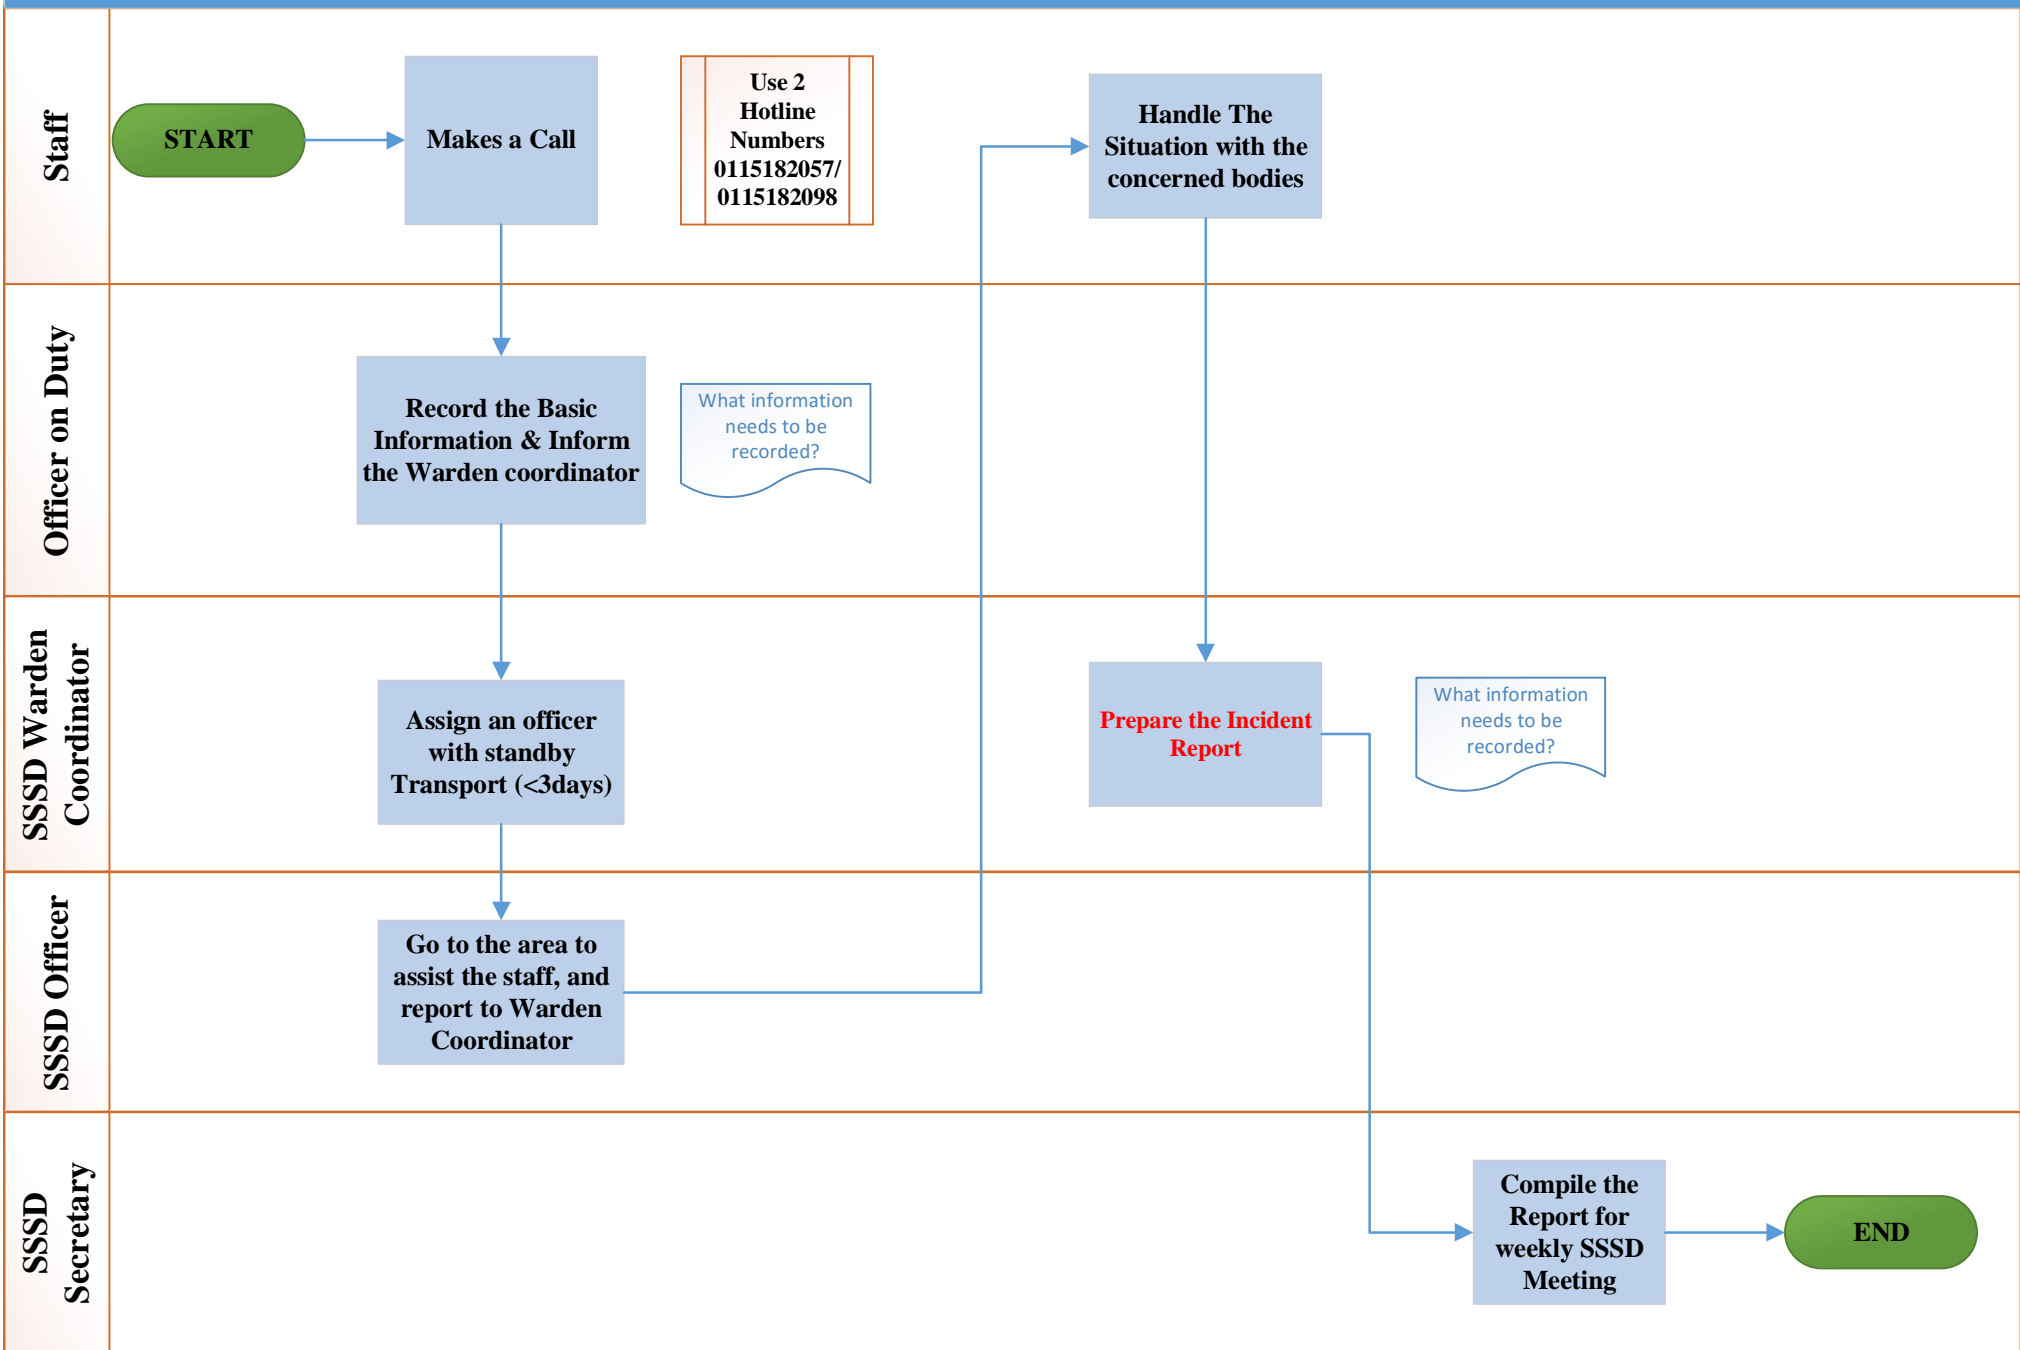 Staff
START
Makes a Call
Use 2
Hotline
Numbers
0115182057/
0115182098
Handle The
Situation with the
concerned bodies
Officer on Duty
Record the Basic
Information & Inform
the Warden coordinator
What information
needs to be
recorded?
SSSD Warden
Coordinator
Assign an officer
with standby
Transport (<3days)
Prepare the Incident
Report
What information
needs to be
recorded?
SSSD Officer
Go to the area to
assist the staff, and
report to Warden
Coordinator
SSSD
Secretary
Compile the
Report for
weekly SSSD
Meeting
END